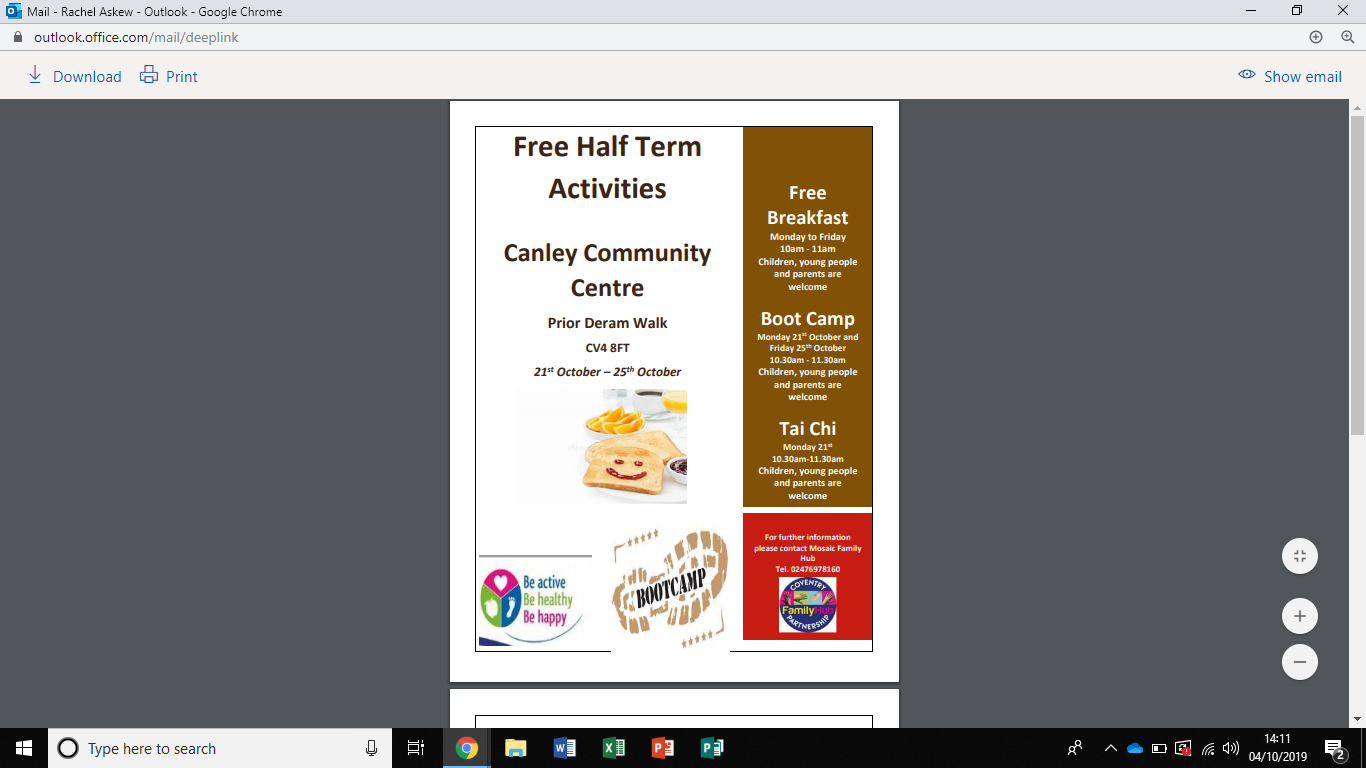 Mail - Rachel Askew - Outlook - Google Chrome
outlook.office.com/mail/deeplink
Download
Print
Show email
Free Half Term
Activities
Canley Community
Centre
Prior Deram Walk
CV4 8FT
21st October – 25th October
Be active
Be healthy
Be happy
BOOTCAMP
Free
Breakfast
Monday to Friday
10am - 11am
Children, young people
and parents are
welcome
Boot Camp
Monday 21st October and
Friday 25th October
10.30am - 11.30am
Children, young people
and parents are
welcome
Tai Chi
Monday 21st
10.30am-11.30am
Children, young people
and parents are
welcome
For further information
please contact Mosaic Family
Hub
Tel. 02476978160
COVENTRY
FamilyHub
PARTNERSHIP
Type here to search
14:11
04/10/2019
2